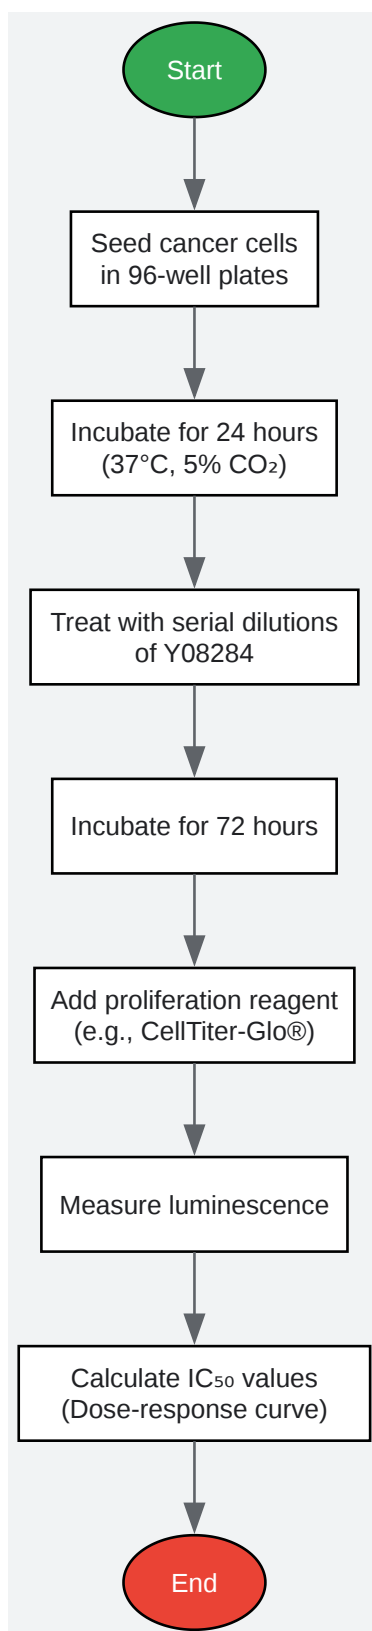 Start
Seed cancer cells
in 96-well plates
Incubate for 24 hours
(37°C, 5% CO₂)
Treat with serial dilutions
of Y08284
Incubate for 72 hours
Add proliferation reagent
(e.g., CellTiter-Glo®)
Measure luminescence
Calculate IC₅₀ values
(Dose-response curve)
End